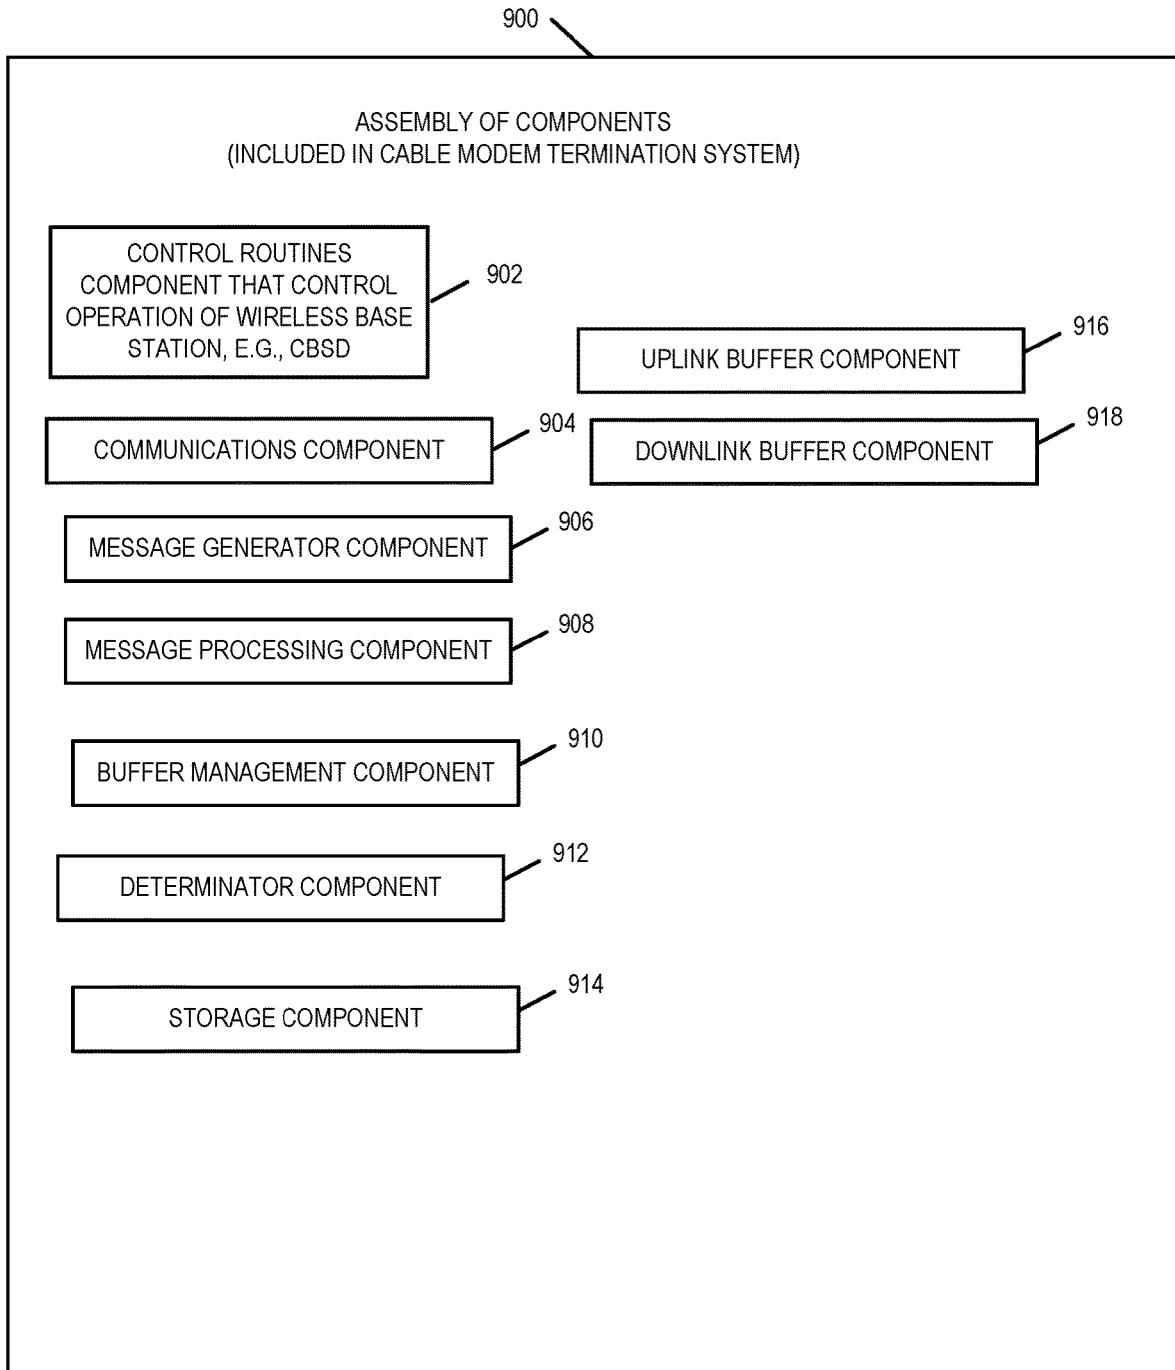 900
ASSEMBLY OF COMPONENTS
(INCLUDED IN CABLE MODEM TERMINATION SYSTEM)
CONTROL ROUTINES
COMPONENT THAT CONTROL
OPERATION OF WIRELESS BASE
STATION, E.G., CBSD
902
COMMUNICATIONS COMPONENT
904
MESSAGE GENERATOR COMPONENT
906
MESSAGE PROCESSING COMPONENT
908
BUFFER MANAGEMENT COMPONENT
910
DETERMINATOR COMPONENT
912
STORAGE COMPONENT
914
UPLINK BUFFER COMPONENT
916
DOWNLINK BUFFER COMPONENT
918